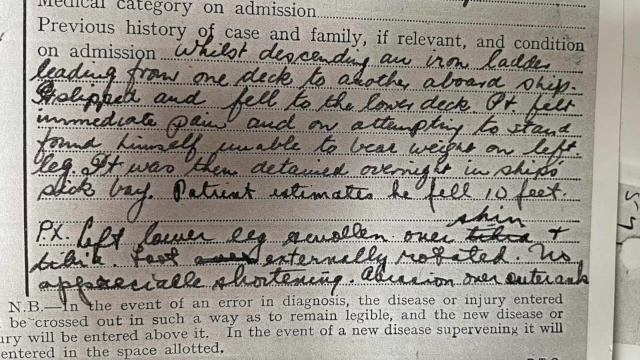 Medical category on admission
Previous history of case and family, if relevant, and condition
on admission Whilst descending an iron ladder
leading from one deck to another aboard ship.
slipped and fell to the lower deck. Pt felt
immediate pain and on attempting to stand
found himself unable to bear weight on left
leg. Pt was then detained overnight in ship's
sick bay. Patient estimates he fell 10 feet.
skin
P.X. Left lower leg swollen over tibia +
tibia. Foot externally rotated. No
appreciable shortening. Abrasion over outer
N.B.—In the event of an error in diagnosis, the disease or injury entered
be crossed out in such a way as to remain legible, and the new disease or
ury will be entered above it. In the event of a new disease supervening it will
entered in the space allotted.